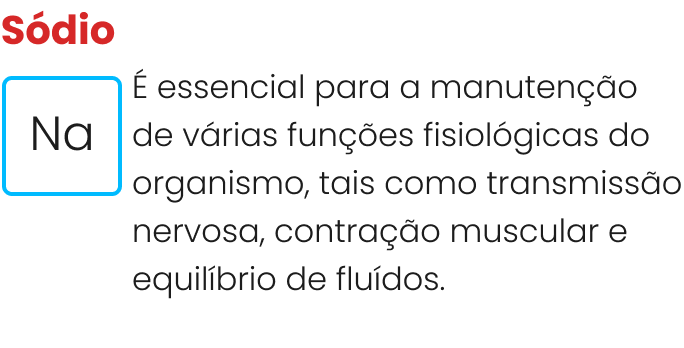 Sódio
Na
É essencial para a manutenção
de várias funções fisiológicas do
organismo, tais como transmissão
nervosa, contração muscular e
equilíbrio de fluídos.